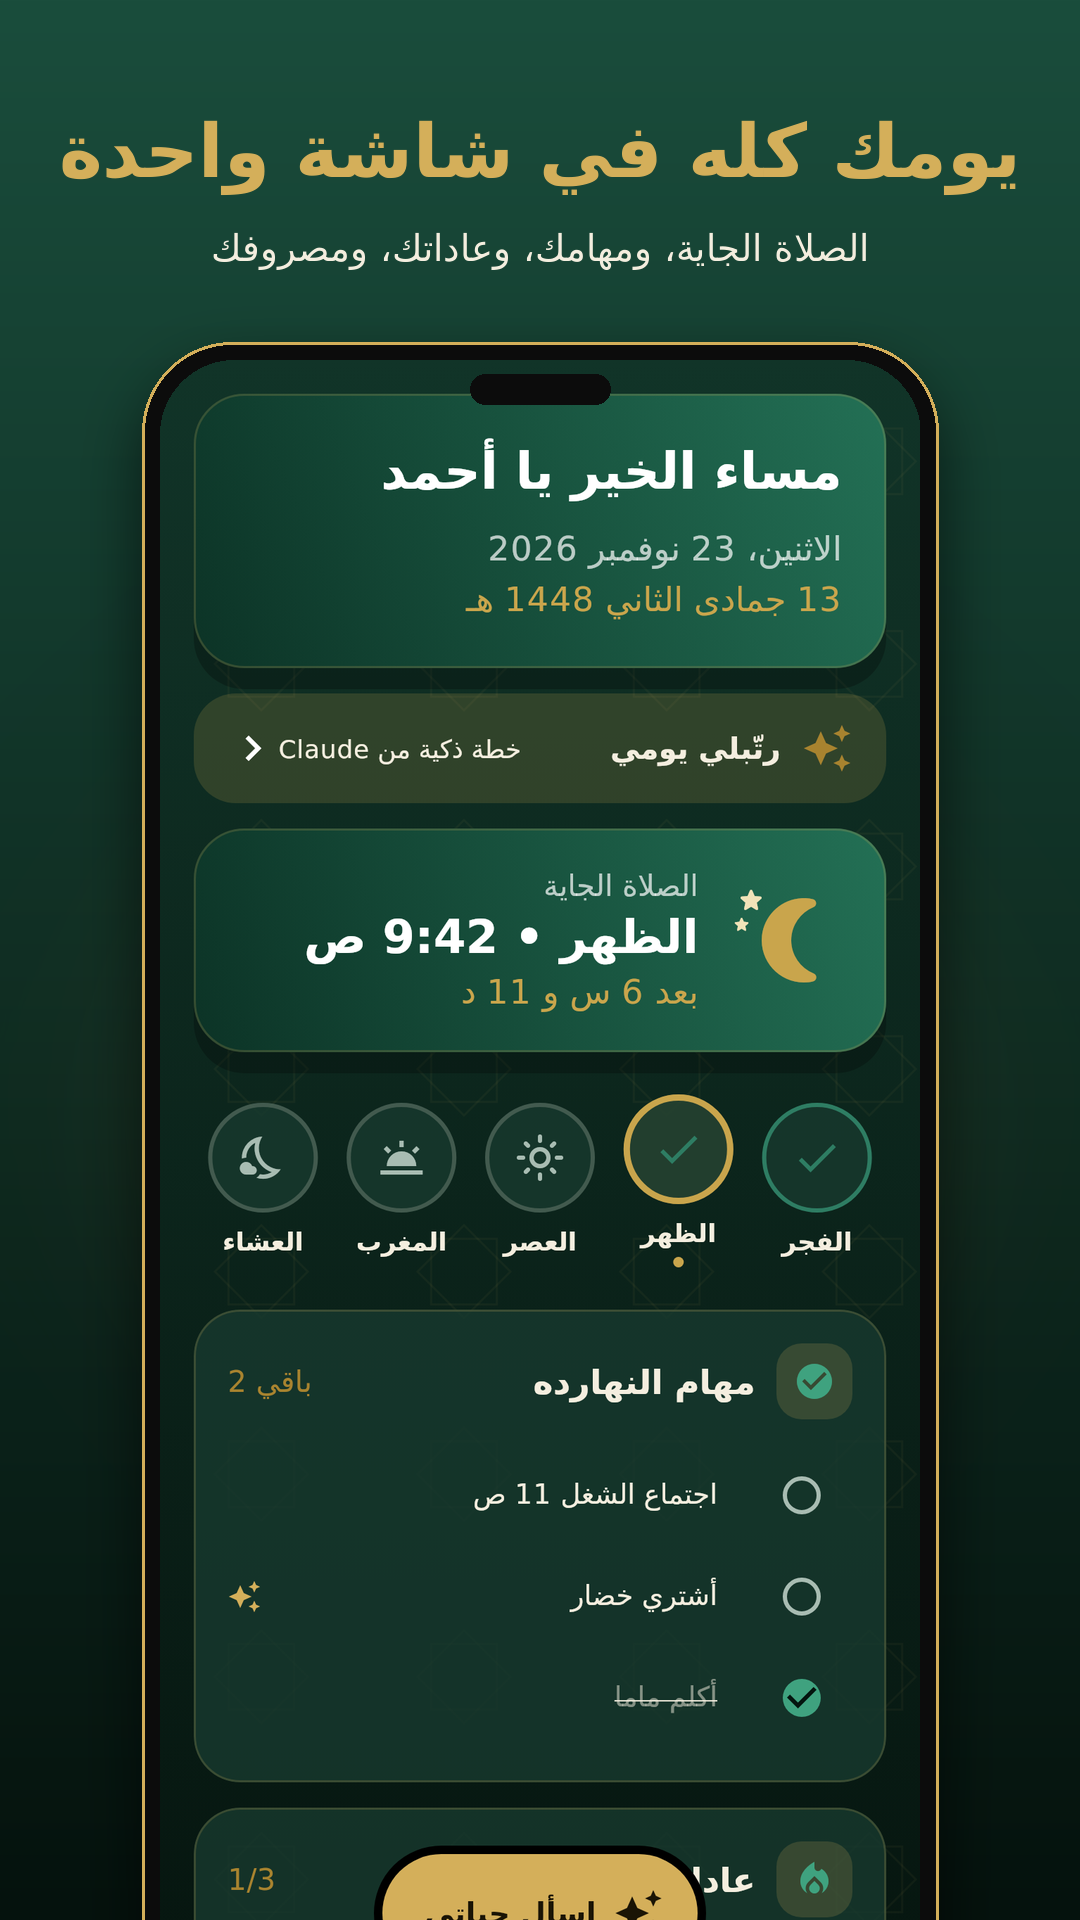 يومك كله في شاشة واحدة
الصلاة الجاية، ومهامك، وعاداتك، ومصروفك
مساء الخير يا أحمد
الاثنين، 23 نوفمبر 2026
13 جمادى الثاني 1448 هـ
رتّبلي يومي خطة ذكية من Claude
الصلاة الجاية
الظهر • 9:42 ص
بعد 6 س و 11 د
الفجر الظهر العصر المغرب العشاء
مهام النهارده باقي 2
اجتماع الشغل 11 ص
أشتري خضار
أكلم ماما
1/3
اسأل حياتي